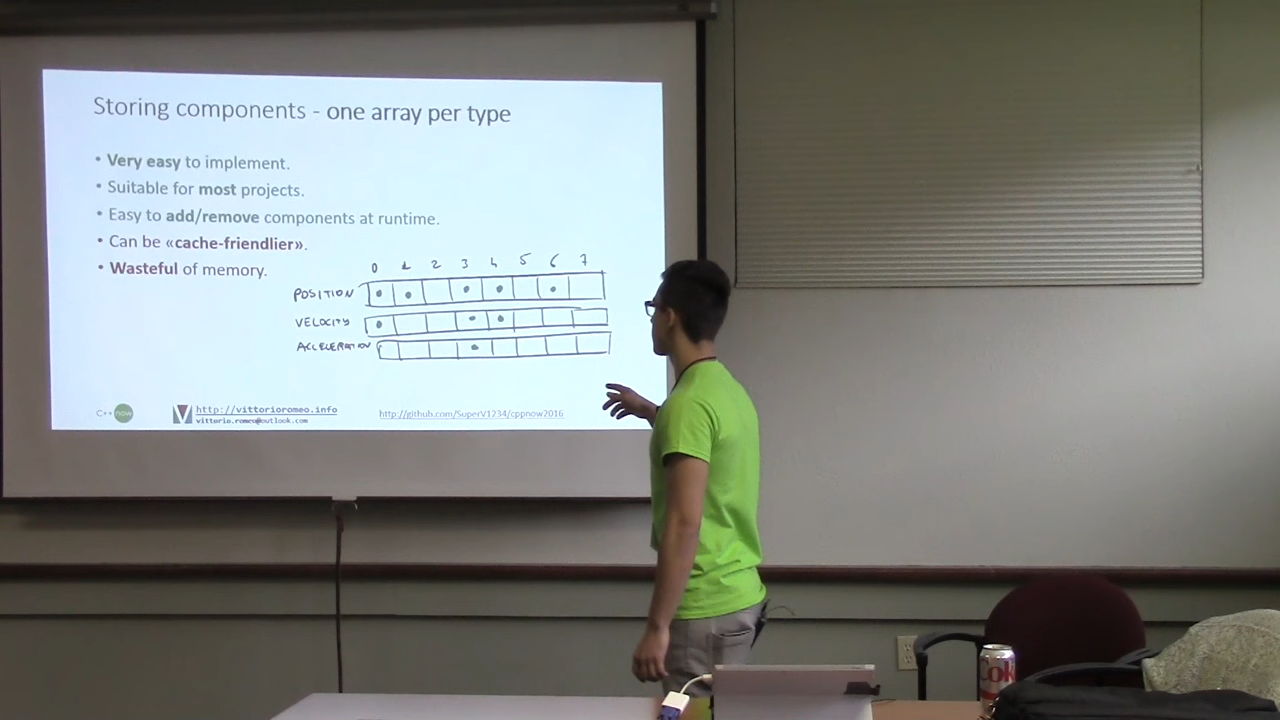 Storing components - one array per type
• Very easy to implement.
• Suitable for most projects.
• Easy to add/remove components at runtime.
• Can be «cache-friendlier».
• Wasteful of memory.
0 1 2 3 4 5 6 7
POSITION
VELOCITY
ACCELERATION
C++ now
http://vittorioromeo.info
vittorio.romeo@outlook.com
http://github.com/SuperV1234/cppnow2016
Coke